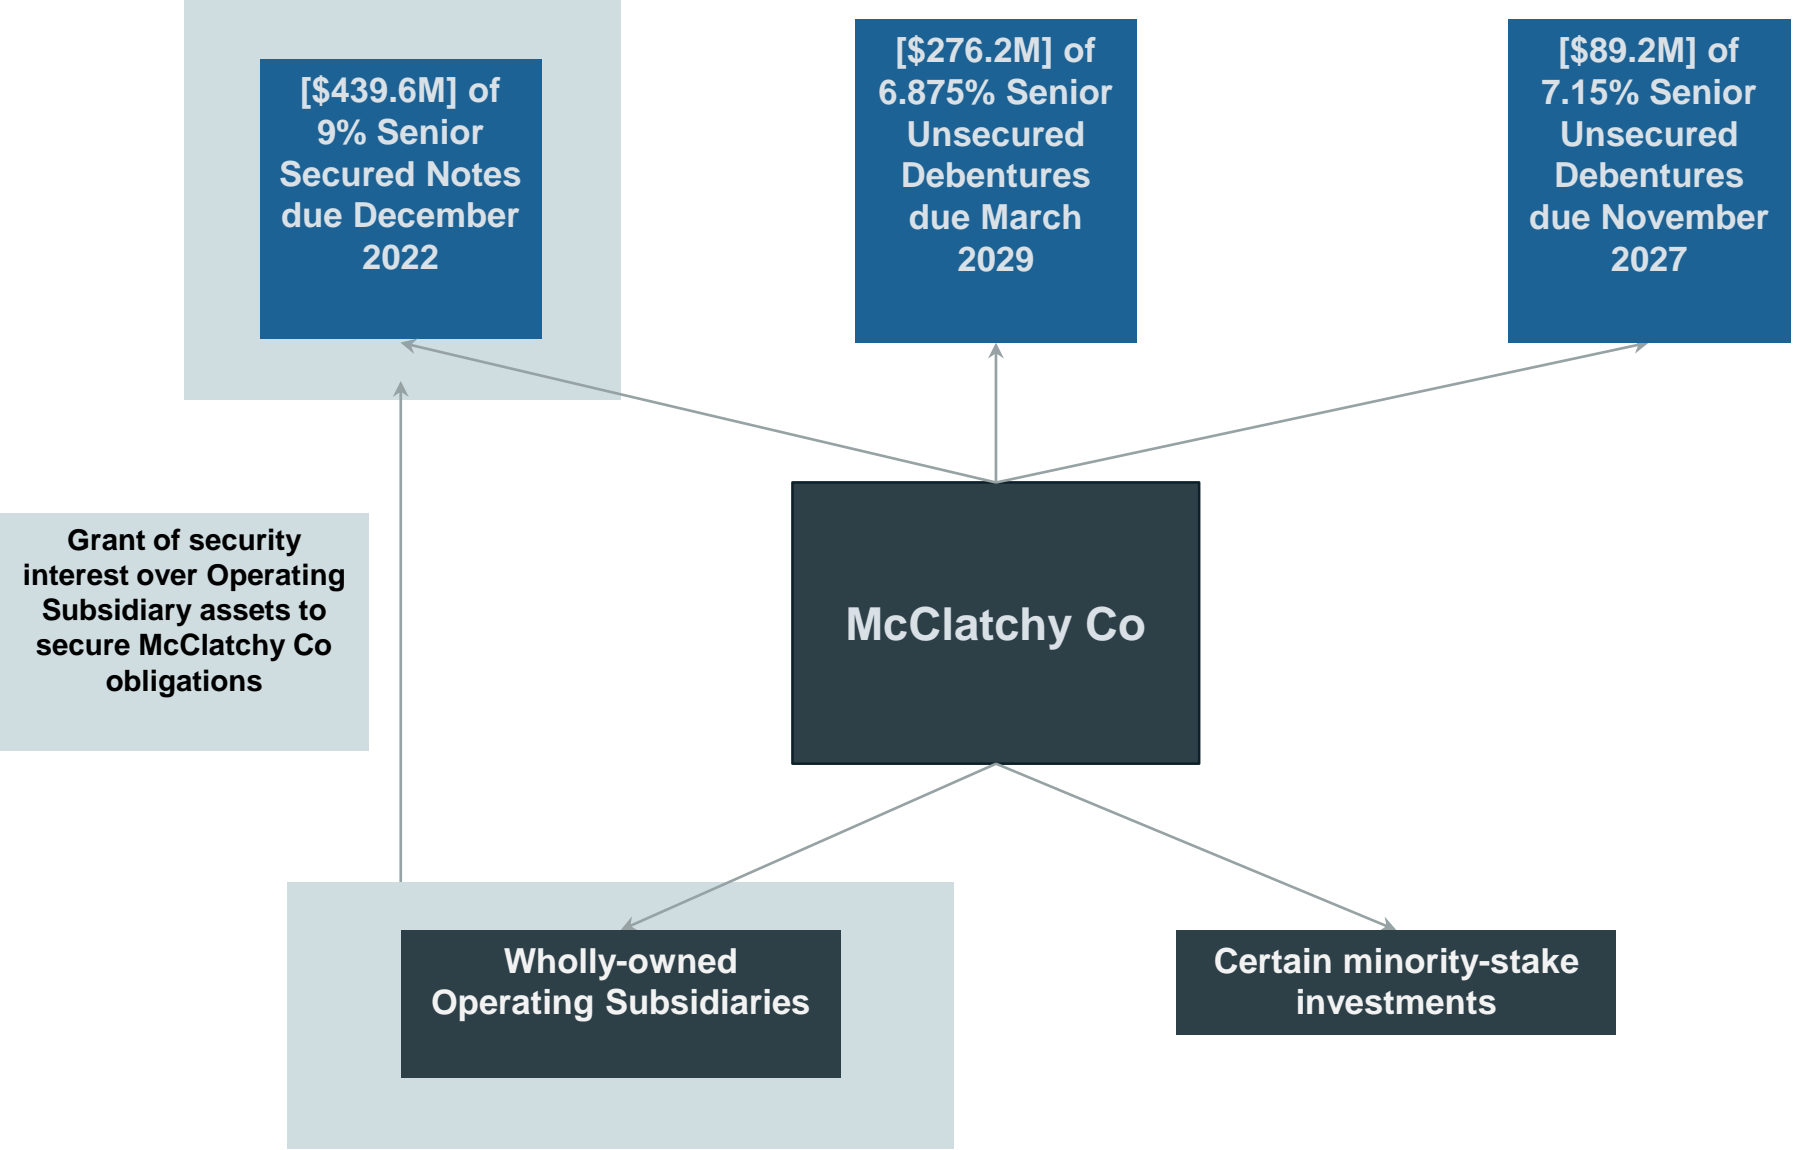 [$439.6M] of
9% Senior
Secured Notes
due December
2022
[$276.2M] of
6.875% Senior
Unsecured
Debentures
due March
2029
[$89.2M] of
7.15% Senior
Unsecured
Debentures
due November
2027
Grant of security
interest over Operating
Subsidiary assets to
secure McClatchy Co
obligations
McClatchy Co
Wholly-owned
Operating Subsidiaries
Certain minority-stake
investments